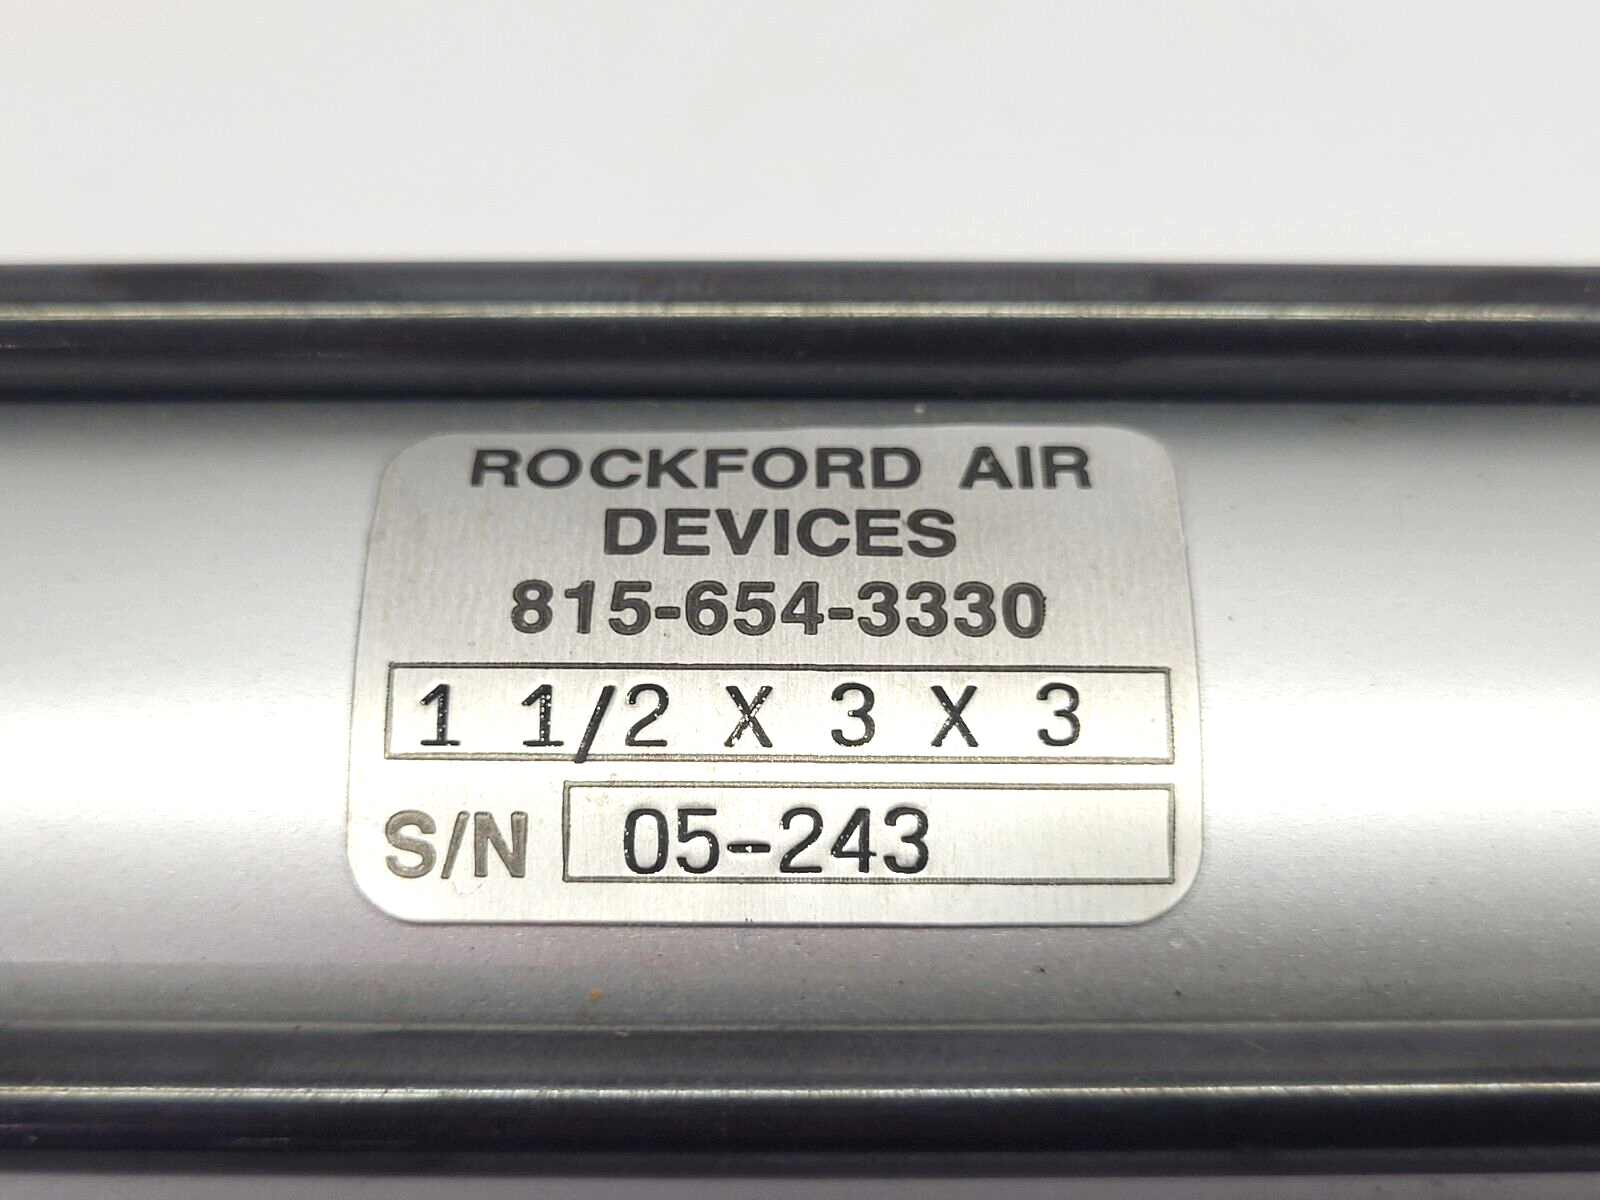 ROCKFORD AIR
DEVICES
815-654-3330
1 1/2 X 3 X 3
S/N 05-243